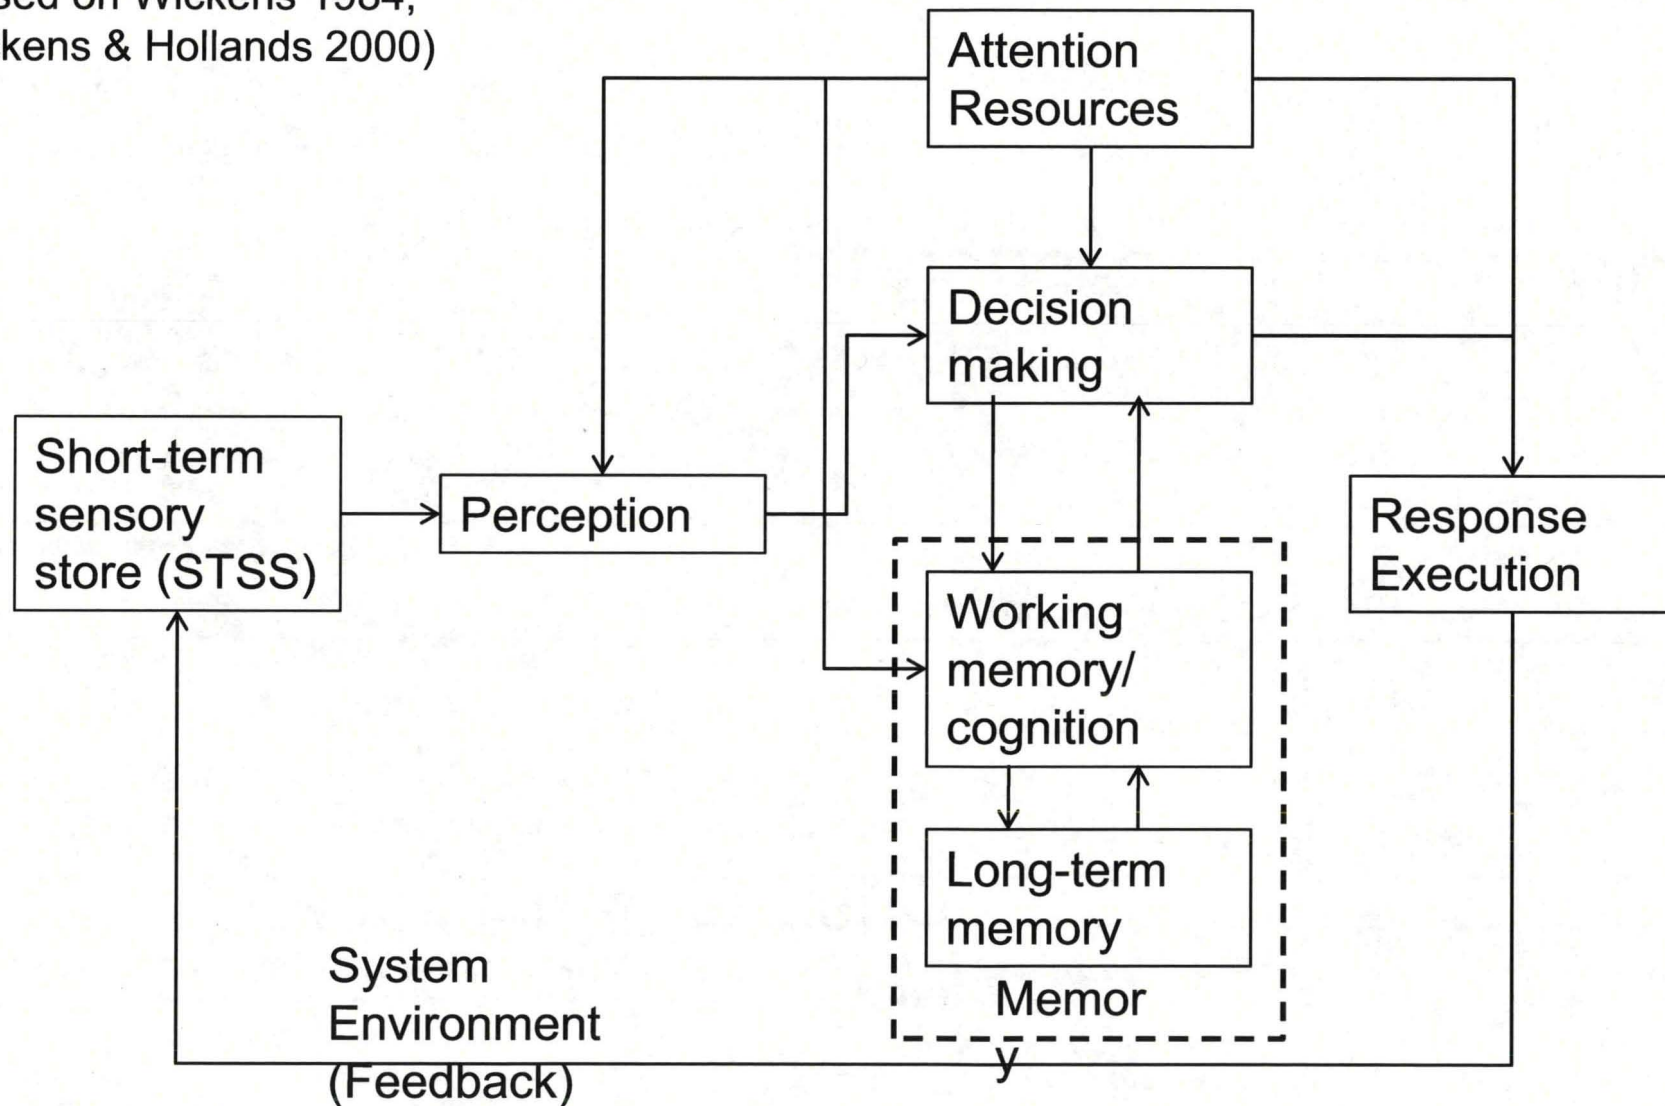 & Hollands 2000)
Attention
Resources
Decision
making
Short-term
sensory
store (STSS)
Perception
Response
Execution
Working
memory/
cognition
Long-term
memory
Memor
y
System
Environment
(Feedback)